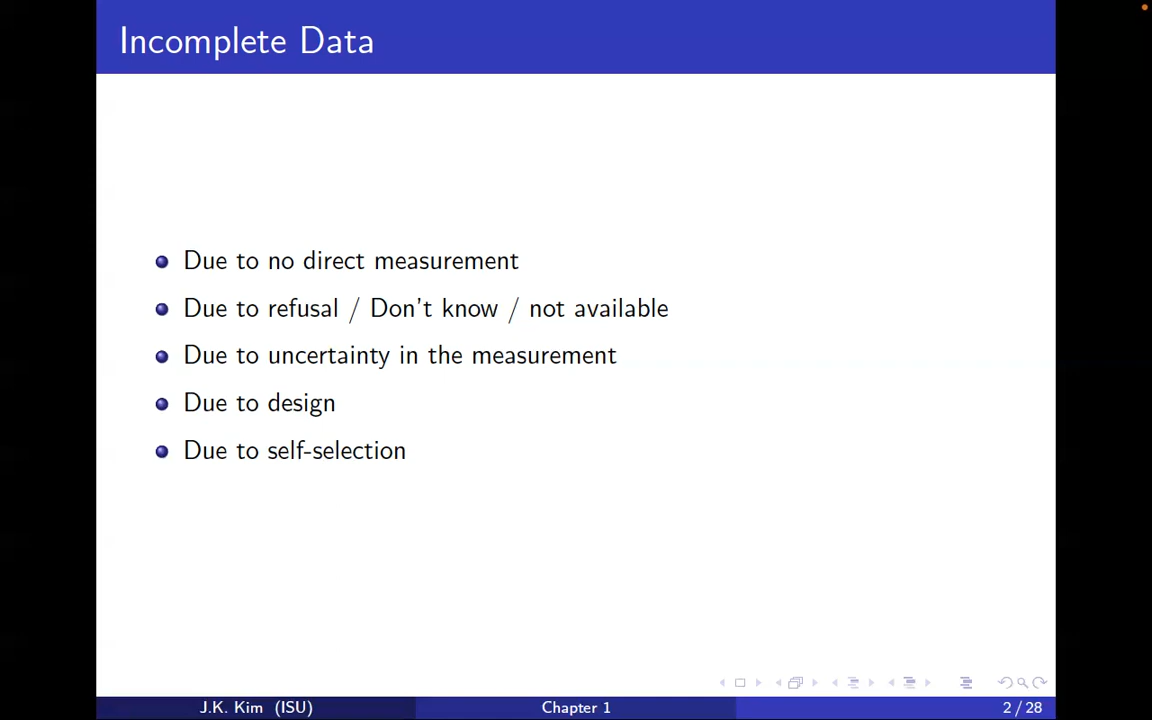 Incomplete Data
Due to no direct measurement
Due to refusal / Don't know / not available
Due to uncertainty in the measurement
Due to design
Due to self-selection
J.K. Kim (ISU)
Chapter 1
2 / 28